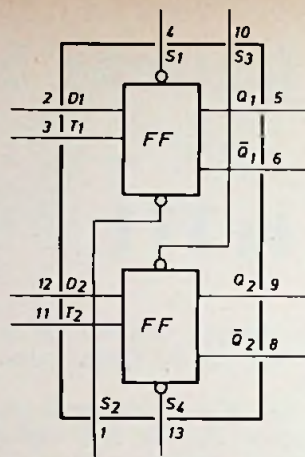 4 10
S1 S3
2 D1 Q1 5
3 T1
FF
Q̅1 6
12 D2 Q2 9
11 T2
FF
Q̅2 8
S2 S4
1 13